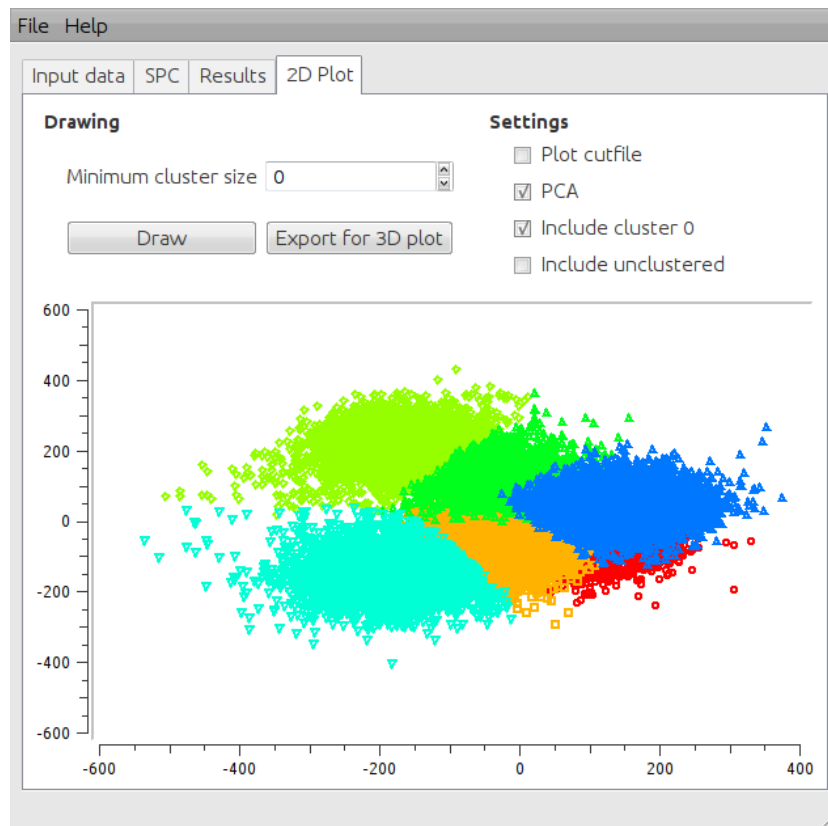 File Help
Input data SPC Results 2D Plot
Drawing Settings
Plot cutfile
Minimum cluster size 0 PCA
Draw Export for 3D plot Include cluster 0
Include unclustered
600
400
200
0
-200
-400
-600
-600 -400 -200 0 200 400